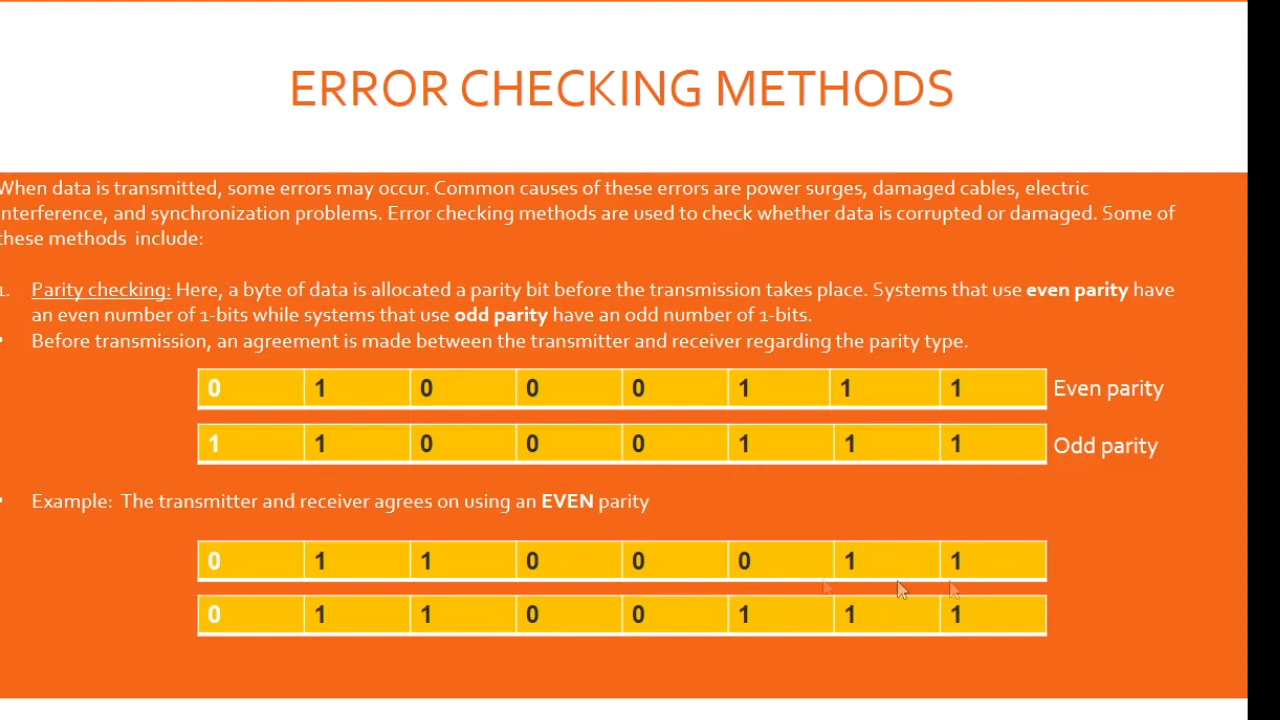 ERROR CHECKING METHODS
When data is transmitted, some errors may occur. Common causes of these errors are power surges, damaged cables, electric
interference, and synchronization problems. Error checking methods are used to check whether data is corrupted or damaged. Some of
these methods include:
1. Parity checking: Here, a byte of data is allocated a parity bit before the transmission takes place. Systems that use even parity have
an even number of 1-bits while systems that use odd parity have an odd number of 1-bits.
• Before transmission, an agreement is made between the transmitter and receiver regarding the parity type.
0 1 0 0 0 1 1 1 Even parity
1 1 0 0 0 1 1 1 Odd parity
• Example: The transmitter and receiver agrees on using an EVEN parity
0 1 1 0 0 0 1 1
0 1 1 0 0 1 1 1